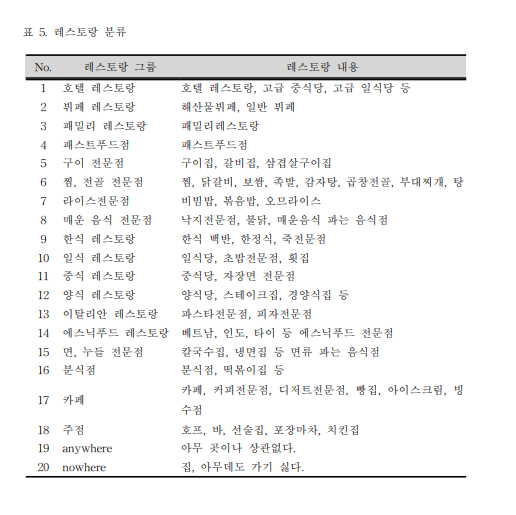 표 5. 레스토랑 분류
No. 레스토랑 그룹 레스토랑 내용
1 호텔 레스토랑 호텔 레스토랑, 고급 중식당, 고급 일식당 등
2 뷔페 레스토랑 해산물뷔페, 일반 뷔페
3 패밀리 레스토랑 패밀리레스토랑
4 패스트푸드점 패스트푸드점
5 구이 전문점 구이집, 갈비집, 삼겹살구이집
6 찜, 전골 전문점 찜, 닭갈비, 보쌈, 족발, 감자탕, 곱창전골, 부대찌개, 탕
7 라이스전문점 비빔밥, 볶음밥, 오므라이스
8 매운 음식 전문점 낙지전문점, 불닭, 매운음식 파는 음식점
9 한식 레스토랑 한식 백반, 한정식, 죽전문점
10 일식 레스토랑 일식당, 초밥전문점, 횟집
11 중식 레스토랑 중식당, 자장면 전문점
12 양식 레스토랑 양식당, 스테이크집, 경양식집 등
13 이탈리안 레스토랑 파스타전문점, 피자전문점
14 에스닉푸드 레스토랑 베트남, 인도, 타이 등 에스닉푸드 전문점
15 면, 누들 전문점 칼국수집, 냉면집 등 면류 파는 음식점
16 분식점 분식점, 떡볶이집 등
17 카페 카페, 커피전문점, 디저트전문점, 빵집, 아이스크림, 빙
수점
18 주점 호프, 바, 선술집, 포장마차, 치킨집
19 anywhere 아무 곳이나 상관없다.
20 nowhere 집, 아무데도 가기 싫다.